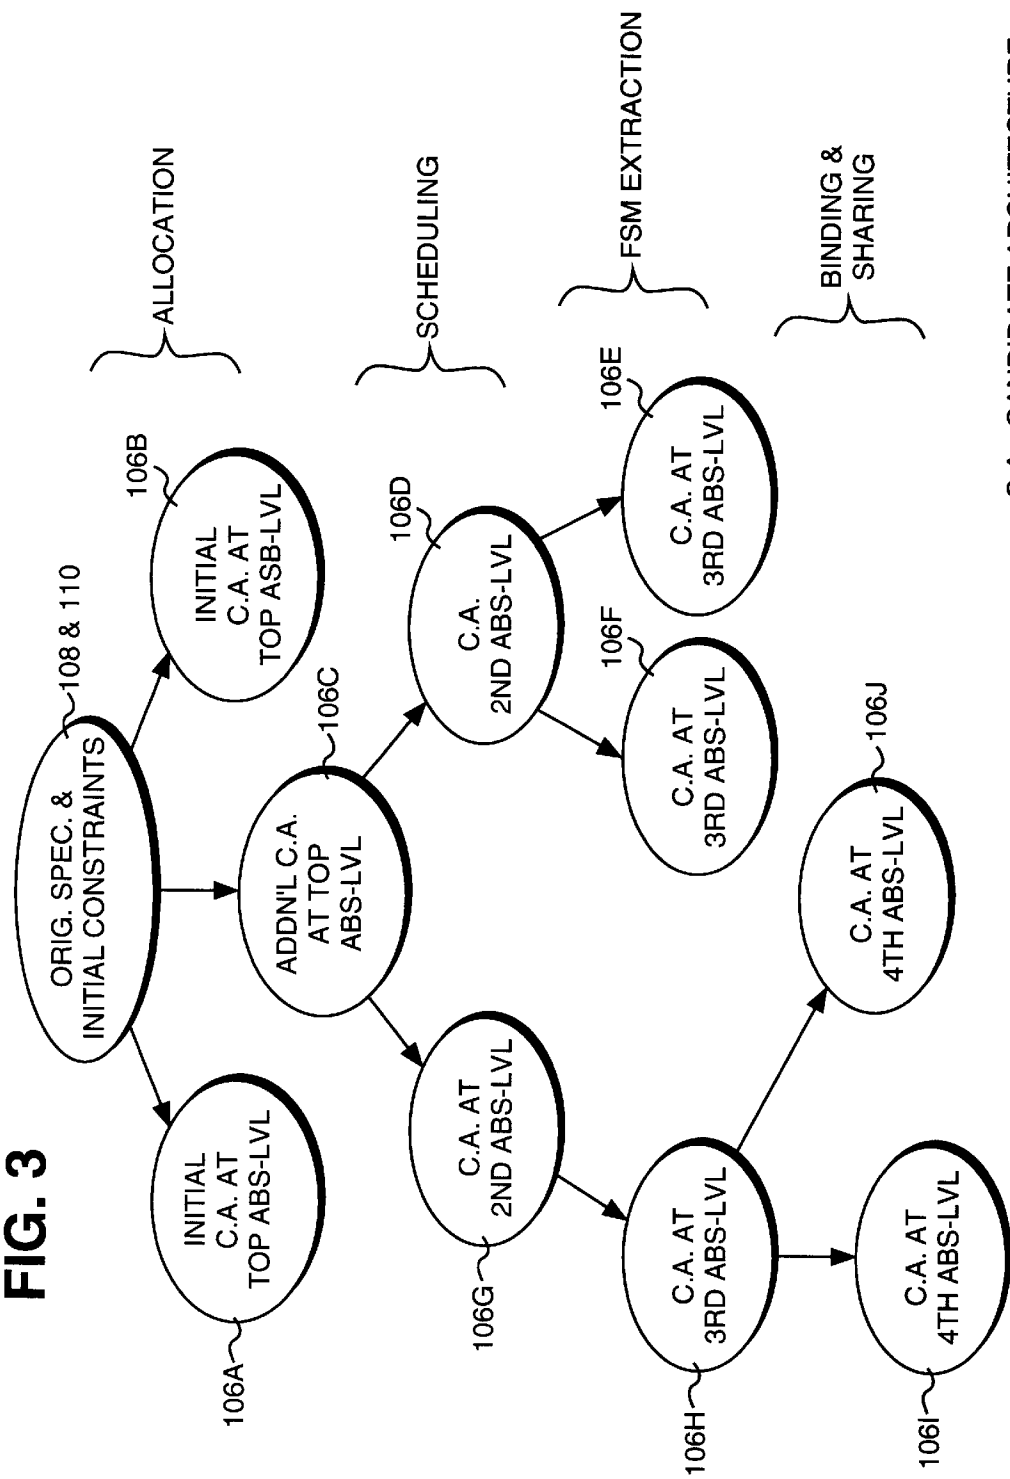 FIG. 3
ORIG. SPEC. &
INITIAL CONSTRAINTS
108 & 110
ALLOCATION
INITIAL
C.A. AT
TOP ABS-LVL
106A
INITIAL
C.A. AT
TOP ASB-LVL
106B
ADDN'L C.A.
AT TOP
ABS-LVL
106C
SCHEDULING
C.A. AT
2ND ABS-LVL
106G
C.A.
2ND ABS-LVL
106D
FSM EXTRACTION
C.A. AT
3RD ABS-LVL
106H
C.A. AT
3RD ABS-LVL
106F
C.A. AT
3RD ABS-LVL
106E
BINDING &
SHARING
C.A. AT
4TH ABS-LVL
106I
C.A. AT
4TH ABS-LVL
106J